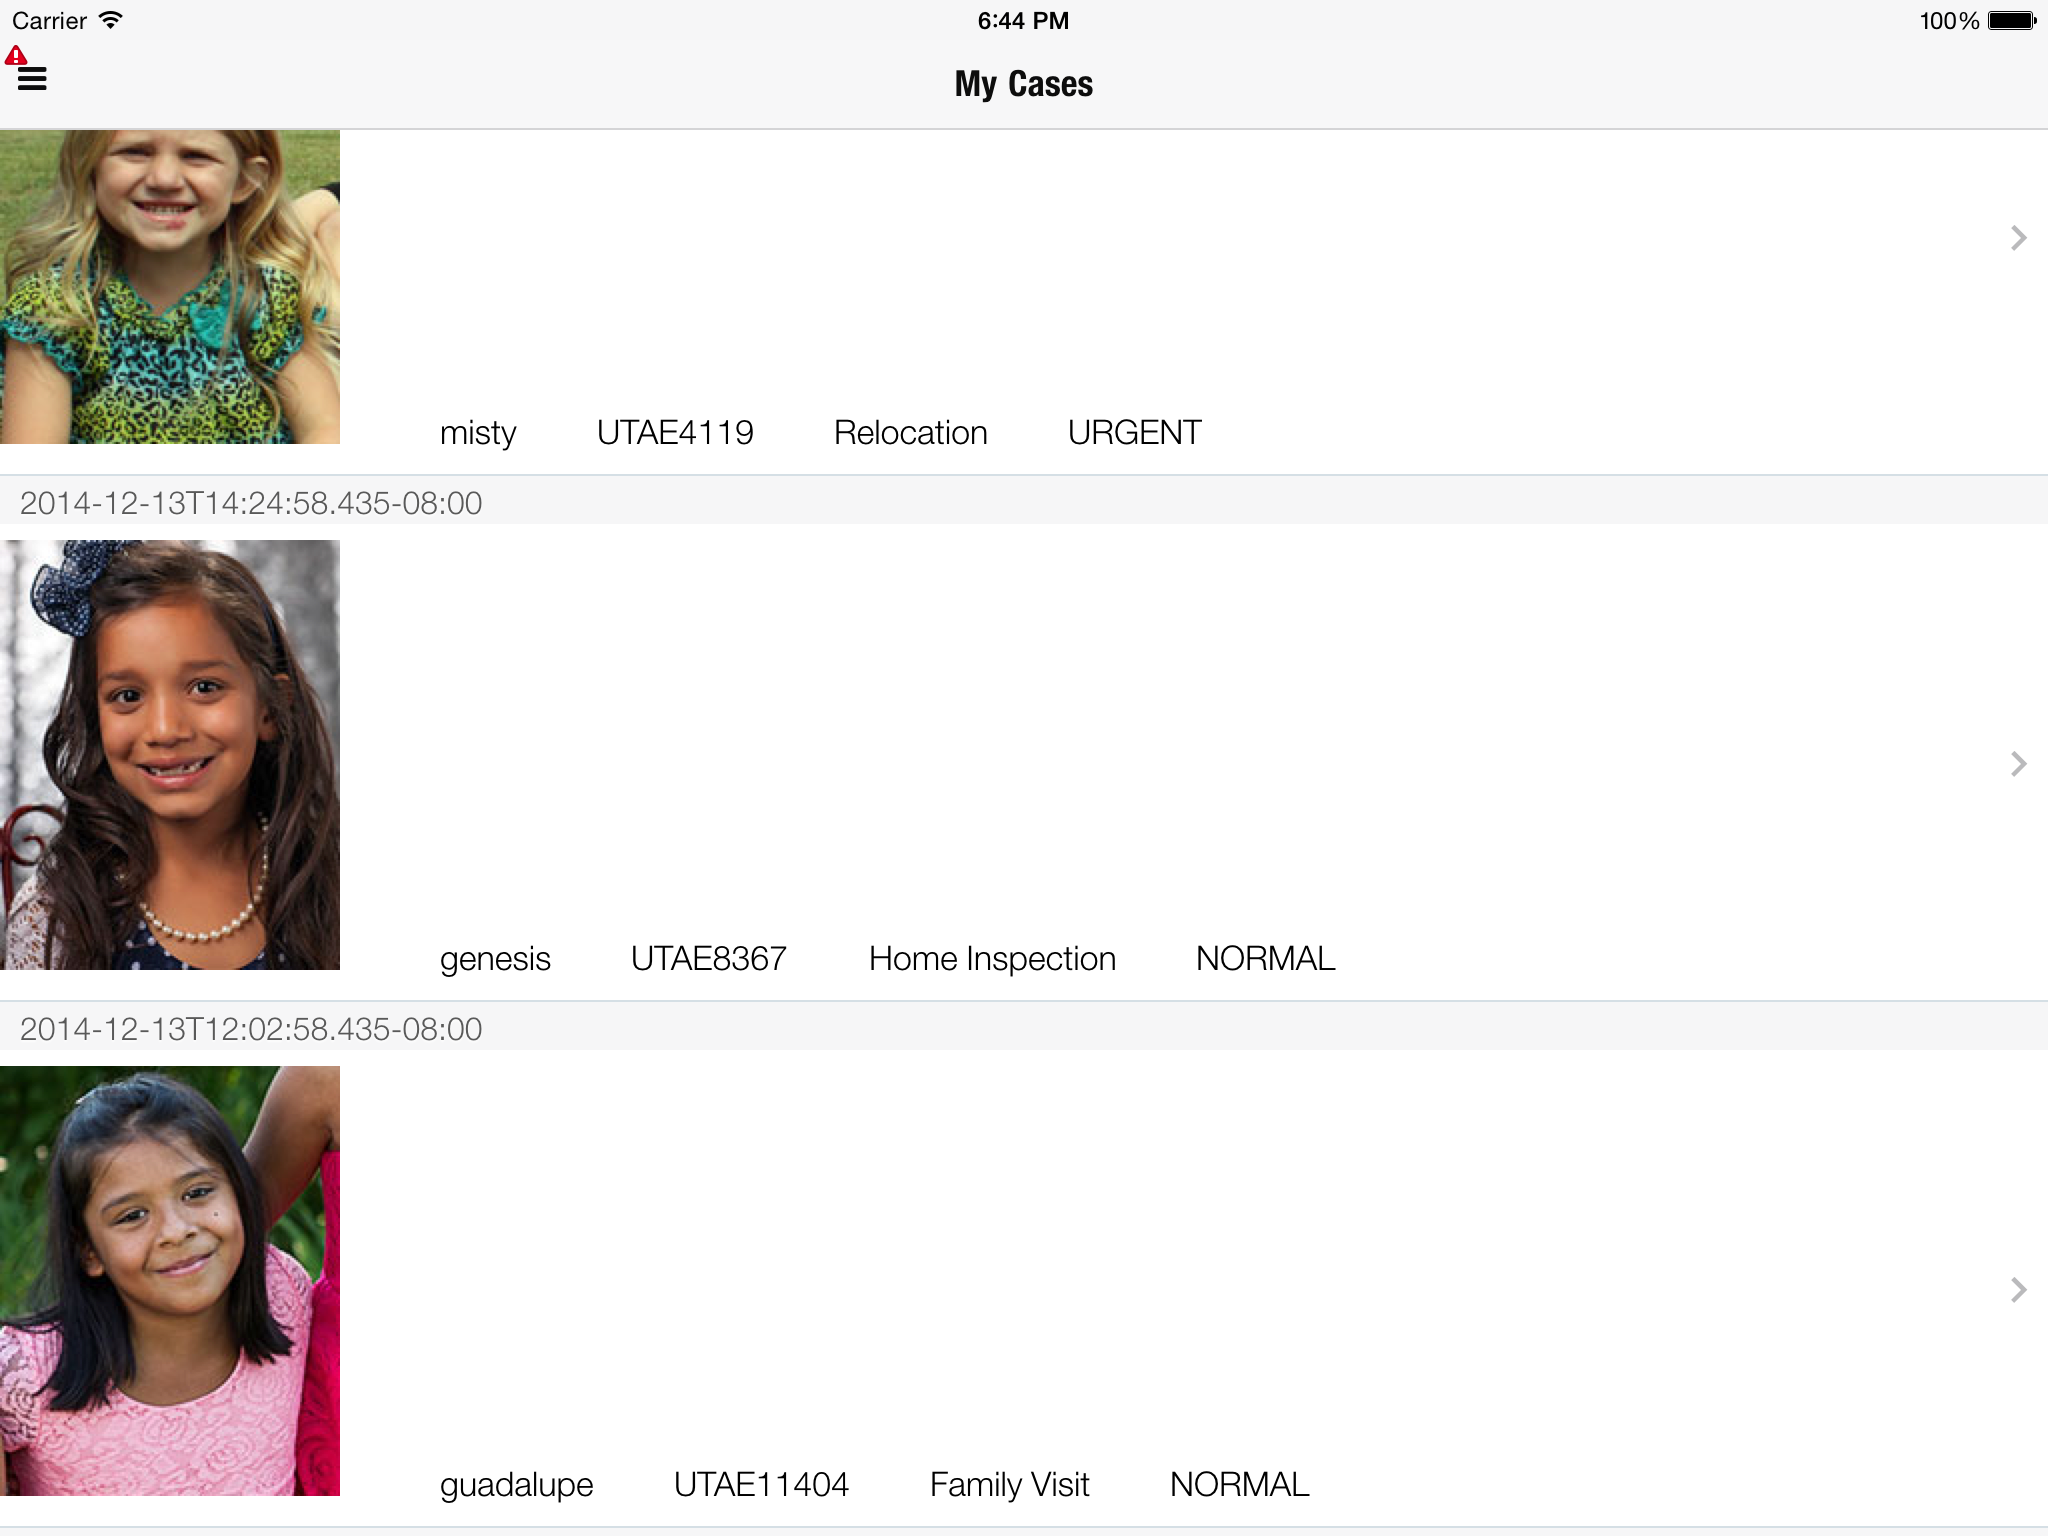 Carrier 6:44 PM 100%
My Cases
misty UTAE4119 Relocation URGENT
2014-12-13T14:24:58.435-08:00
genesis UTAE8367 Home Inspection NORMAL
2014-12-13T12:02:58.435-08:00
guadalupe UTAE11404 Family Visit NORMAL